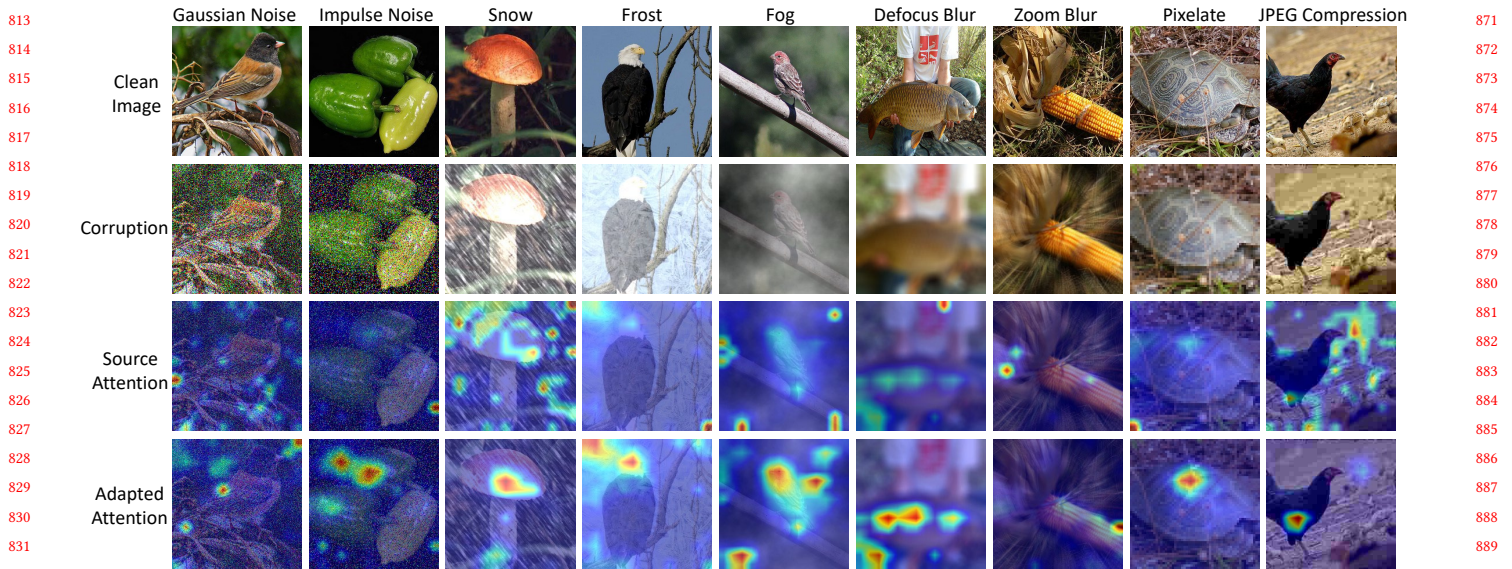 Gaussian Noise Impulse Noise Snow Frost Fog Defocus Blur Zoom Blur Pixelate JPEG Compression
813 871
814 872
Clean
815 873
Image
816 874
817 875
818 876
819 877
Corruption
820 878
821 879
822 880
823 881
824 882
Source
825 883
Attention
826 884
827 885
828 886
829 887
Adapted
830 888
Attention
831 889